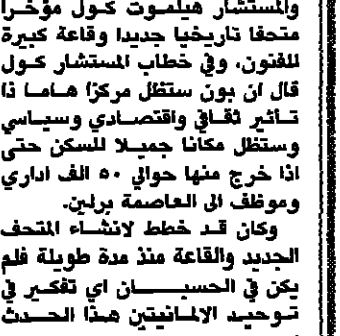 والمستشار هيلموت كول مؤخرا
متحفا تاريخيا جديدا وقاعة كبيرة
للفنون، وفي خطاب المستشار كول
قال ان بون ستظل مركزا هاما ذا
تأثير ثقافي واقتصادي وسياسي
وستظل مكانا جميلا للسكن حتى
اذا خرج منها حوالي ٥٠ الف اداري
وموظف الى العاصمة برلين.
وكان قد خطط لانشاء المتحف
الجديد والقاعة منذ مدة طويلة فلم
يكن في الحسبان اي تفكير في
توحيد الالمانيتين هذا الحدث